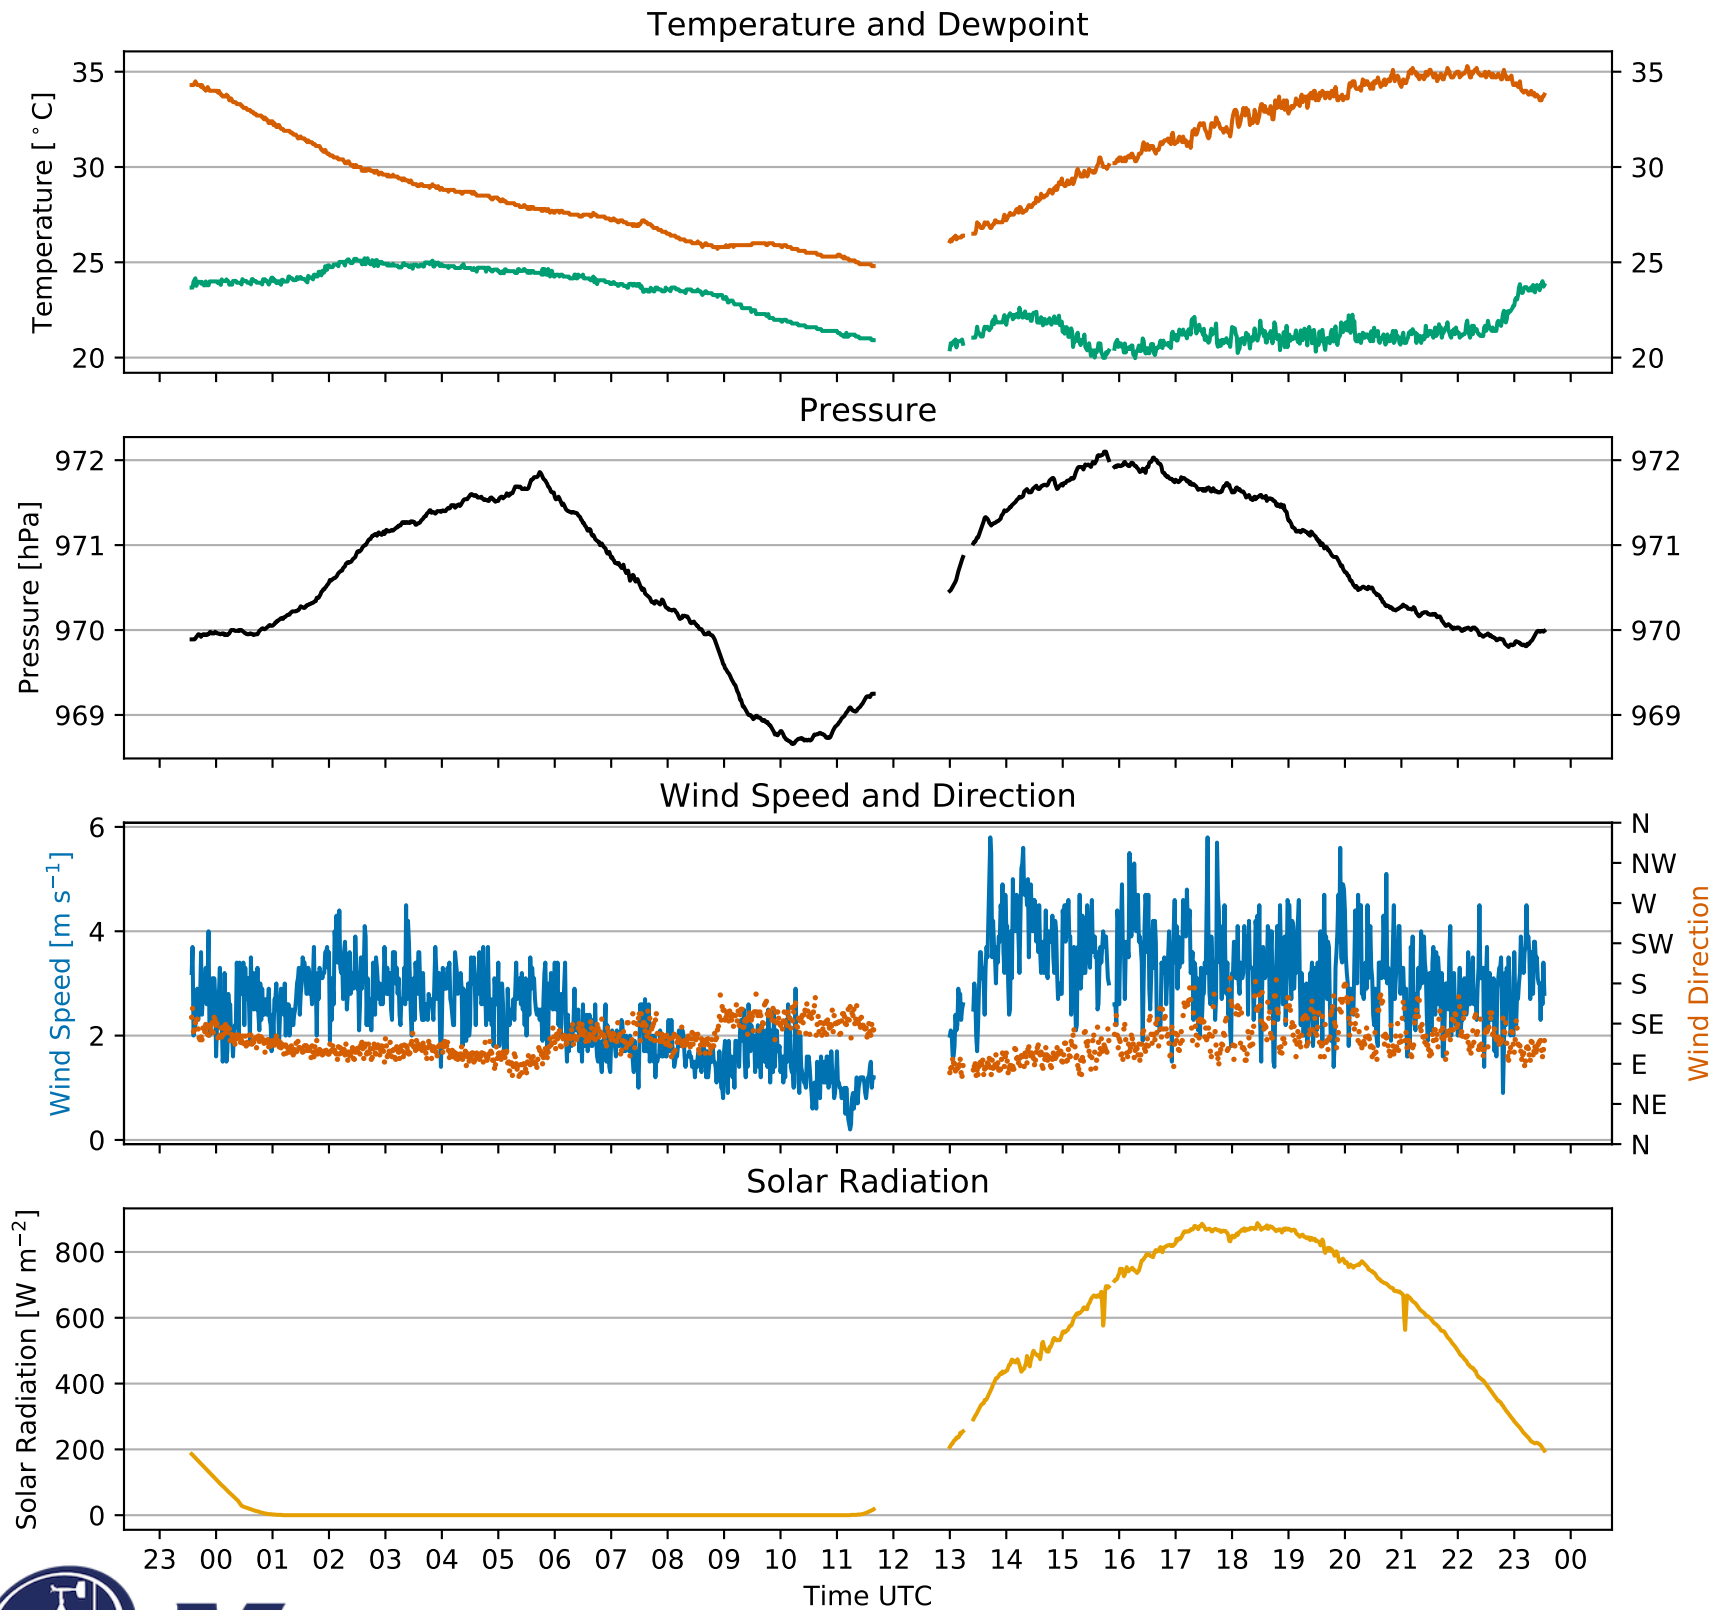 Temperature and Dewpoint
Temperature [°C]
35 35
30 30
25 25
20 20
Pressure
Pressure [hPa]
972 972
971 971
970 970
969 969
Wind Speed and Direction
Wind Speed [m s⁻¹]
Wind Direction
6 N
NW
4 W
SW
S
2 SE
E
NE
0 N
Solar Radiation
Solar Radiation [W m⁻²]
800
600
400
200
0
23 00 01 02 03 04 05 06 07 08 09 10 11 12 13 14 15 16 17 18 19 20 21 22 23 00
Time UTC